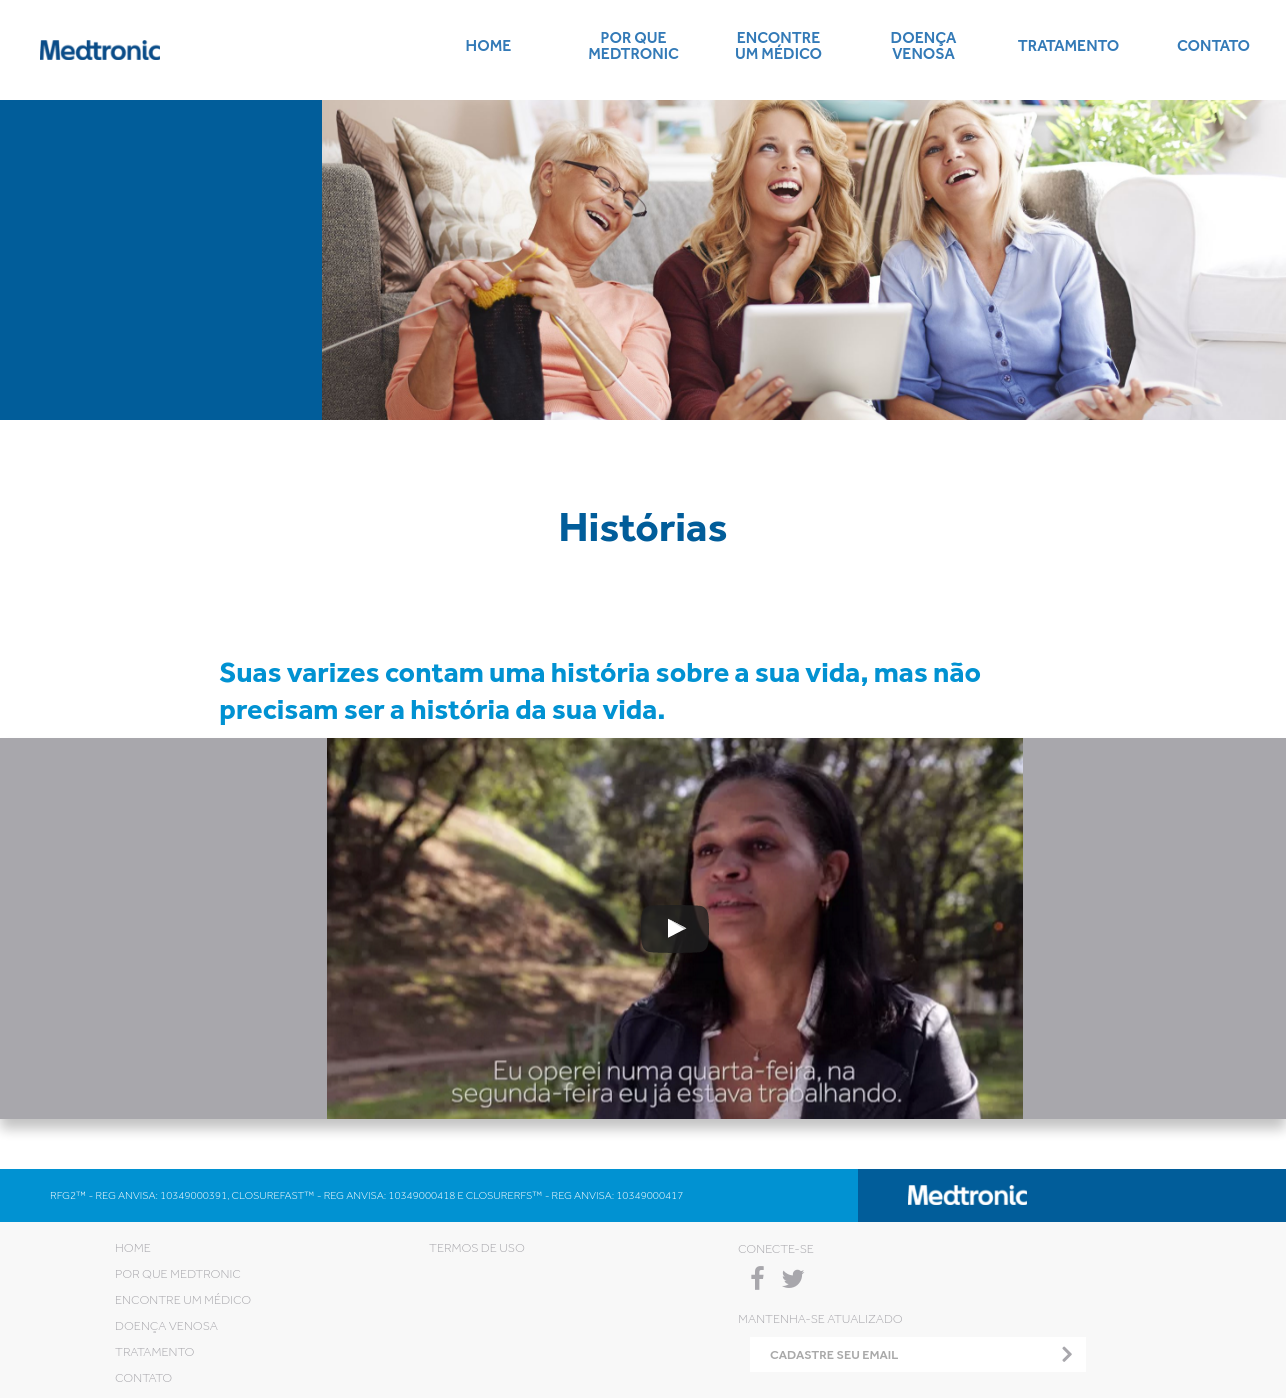 Medtronic
HOME
POR QUE
MEDTRONIC
ENCONTRE
UM MÉDICO
DOENÇA
VENOSA
TRATAMENTO
CONTATO
Histórias
Suas varizes contam uma história sobre a sua vida, mas não
precisam ser a história da sua vida.
Eu operei numa quarta-feira, na
segunda-feira eu já estava trabalhando.
RFG2™ - REG ANVISA: 10349000391, CLOSUREFAST™ - REG ANVISA: 10349000418 E CLOSURERFS™ - REG ANVISA: 10349000417
Medtronic
HOME
POR QUE MEDTRONIC
ENCONTRE UM MÉDICO
DOENÇA VENOSA
TRATAMENTO
CONTATO
TERMOS DE USO
CONECTE-SE
MANTENHA-SE ATUALIZADO
CADASTRE SEU EMAIL